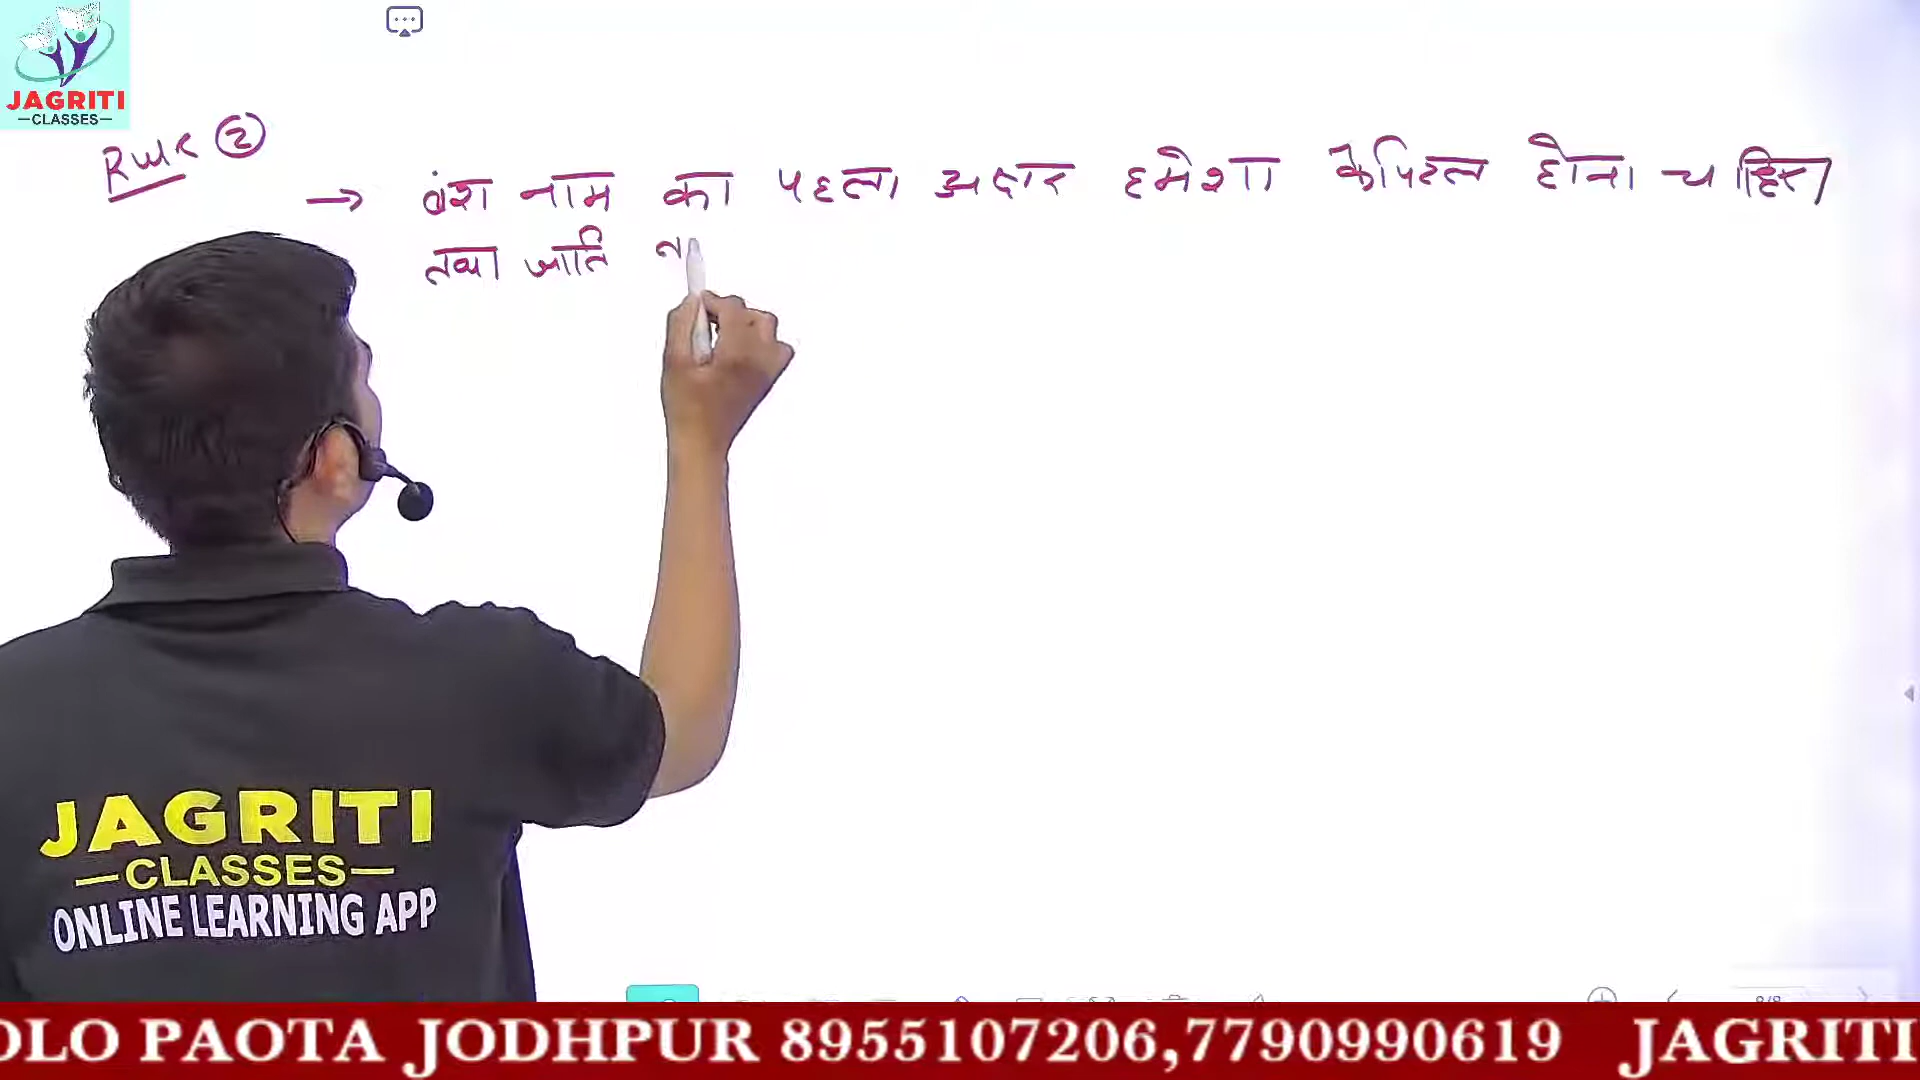 JAGRITI
—CLASSES—
Rule ②
→ वंश नाम का पहला अक्षर हमेशा केपिटल होना चाहिए
तथा जाति ना
JAGRITI
—CLASSES—
ONLINE LEARNING APP
OLO PAOTA JODHPUR 8955107206,7790990619 JAGRITI